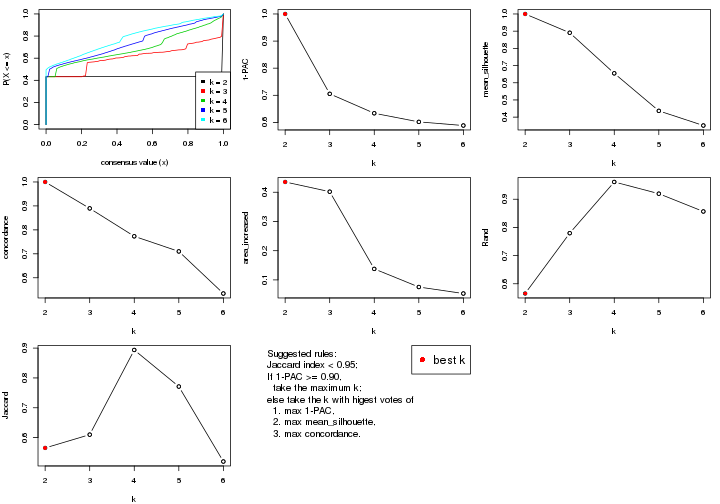 P(X <= x)
0.0 0.2 0.4 0.6 0.8 1.0
k = 2
k = 3
k = 4
k = 5
k = 6
0.0 0.2 0.4 0.6 0.8 1.0
consensus value (x)
1-PAC
0.6 0.7 0.8 0.9 1.0
2 3 4 5 6
k
mean_silhouette
0.4 0.5 0.6 0.7 0.8 0.9 1.0
2 3 4 5 6
k
concordance
0.6 0.7 0.8 0.9 1.0
2 3 4 5 6
k
area_increased
0.1 0.2 0.3 0.4
2 3 4 5 6
k
Rand
0.6 0.7 0.8 0.9
2 3 4 5 6
k
Jaccard
0.6 0.7 0.8 0.9
2 3 4 5 6
k
Suggested rules:
Jaccard index < 0.95;
If 1-PAC >= 0.90,
take the maximum k;
else take the k with higest votes of
1. max 1-PAC,
2. max mean_silhouette,
3. max concordance.
best k